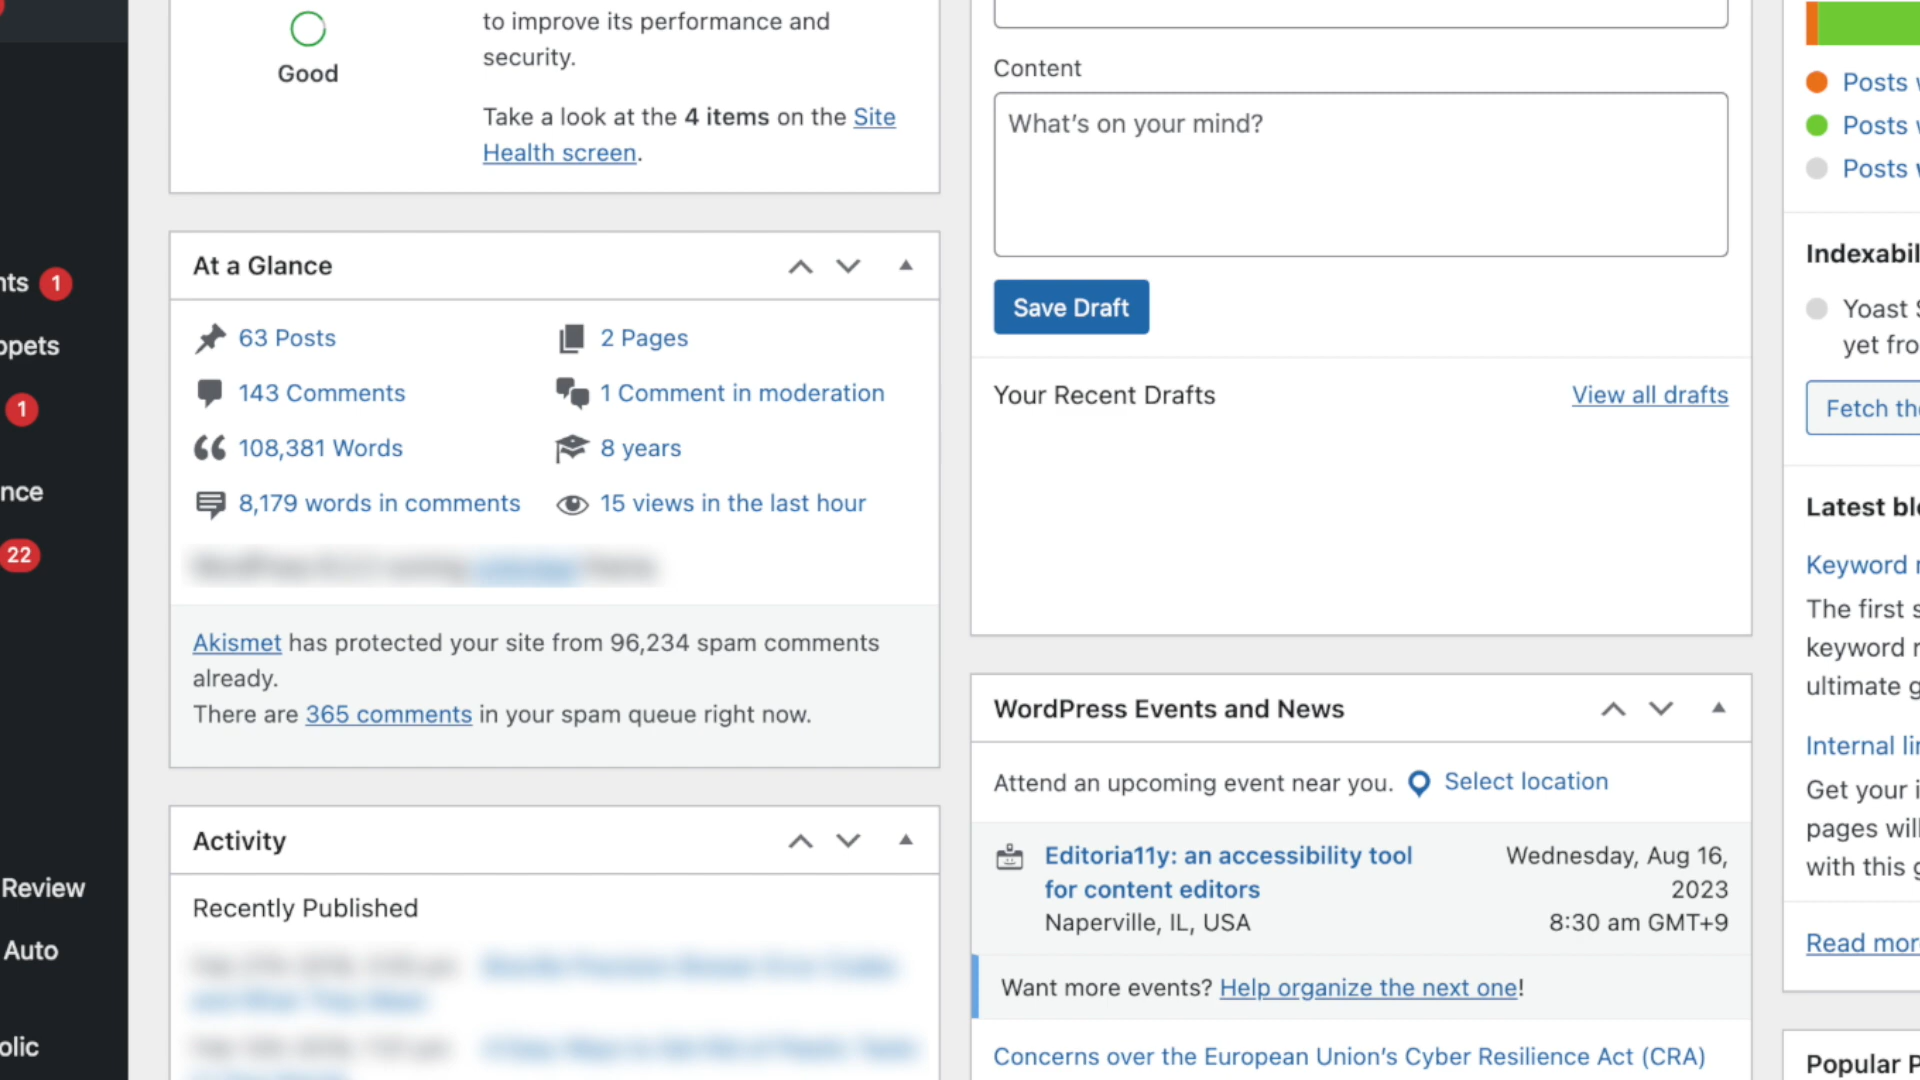 to improve its performance and
security.
Good
Take a look at the 4 items on the Site
Health screen.
At a Glance
63 Posts
2 Pages
143 Comments
1 Comment in moderation
108,381 Words
8 years
8,179 words in comments
15 views in the last hour
Akismet has protected your site from 96,234 spam comments
already.
There are 365 comments in your spam queue right now.
Activity
Recently Published
Content
What's on your mind?
Save Draft
Your Recent Drafts
View all drafts
WordPress Events and News
Attend an upcoming event near you.
Select location
Editoria11y: an accessibility tool
for content editors
Naperville, IL, USA
Wednesday, Aug 16,
2023
8:30 am GMT+9
Want more events? Help organize the next one!
Concerns over the European Union's Cyber Resilience Act (CRA)
Posts
Posts
Posts
Indexabil
Yoast S
yet fro
Fetch the
Latest blo
Keyword r
The first s
keyword r
ultimate g
Internal lin
Get your i
pages will
with this g
Read mor
Popular P
nts 1
ppets
1
nce
22
Review
Auto
olic